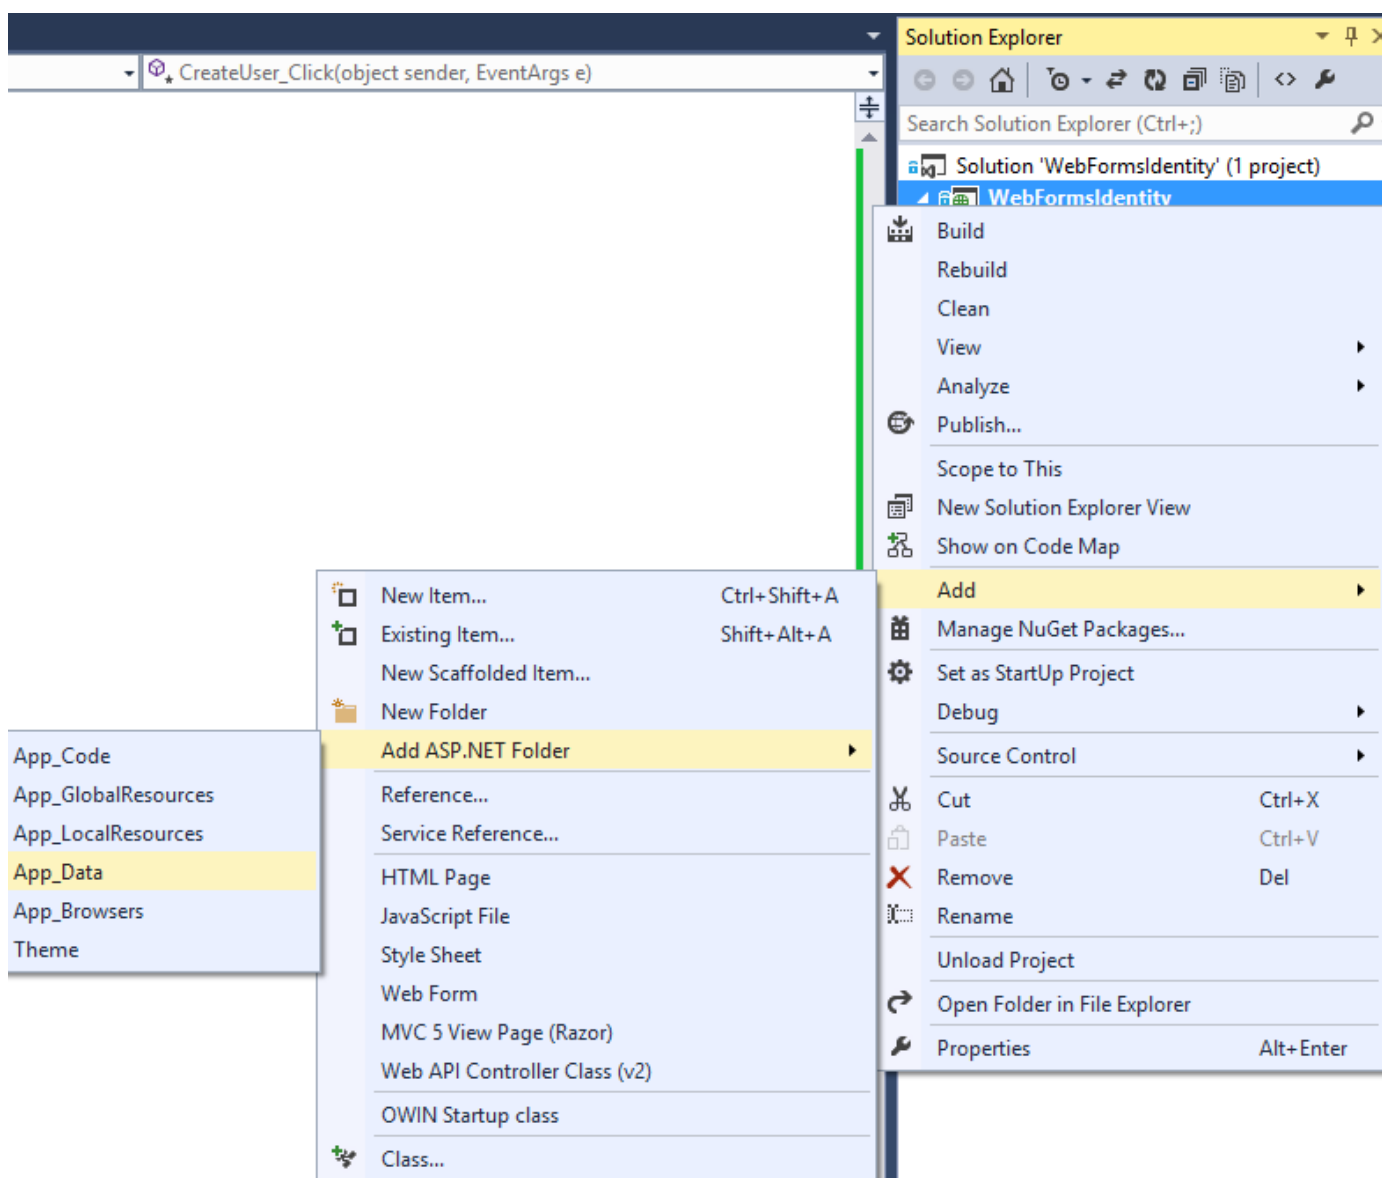 Solution Explorer
CreateUser_Click(object sender, EventArgs e)
Search Solution Explorer (Ctrl+;)
Solution 'WebFormsIdentity' (1 project)
WebFormsIdentity
Build
Rebuild
Clean
View
Analyze
Publish...
Scope to This
New Solution Explorer View
Show on Code Map
Add
Manage NuGet Packages...
Set as StartUp Project
Debug
Source Control
Cut Ctrl+X
Paste Ctrl+V
Remove Del
Rename
Unload Project
Open Folder in File Explorer
Properties Alt+Enter
New Item... Ctrl+Shift+A
Existing Item... Shift+Alt+A
New Scaffolded Item...
New Folder
Add ASP.NET Folder
Reference...
Service Reference...
HTML Page
JavaScript File
Style Sheet
Web Form
MVC 5 View Page (Razor)
Web API Controller Class (v2)
OWIN Startup class
Class...
App_Code
App_GlobalResources
App_LocalResources
App_Data
App_Browsers
Theme